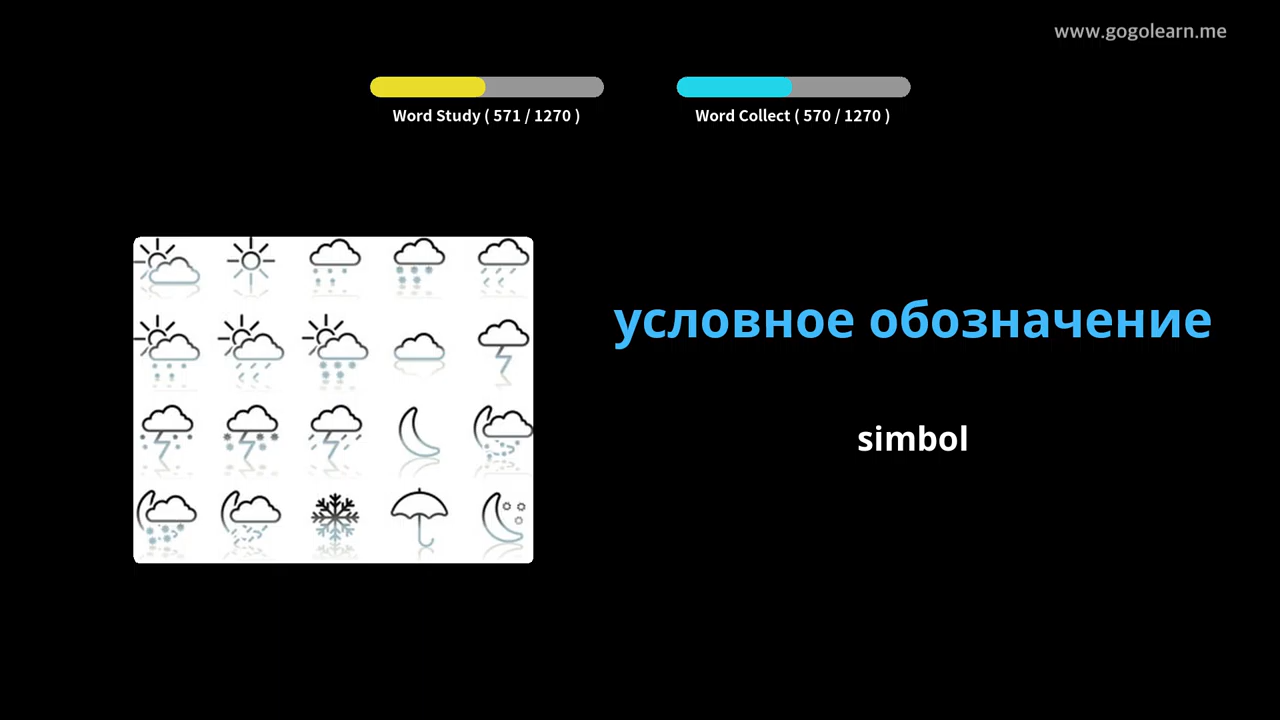 www.gogolearn.me
Word Study ( 571 / 1270 )
Word Collect ( 570 / 1270 )
условное обозначение
simbol